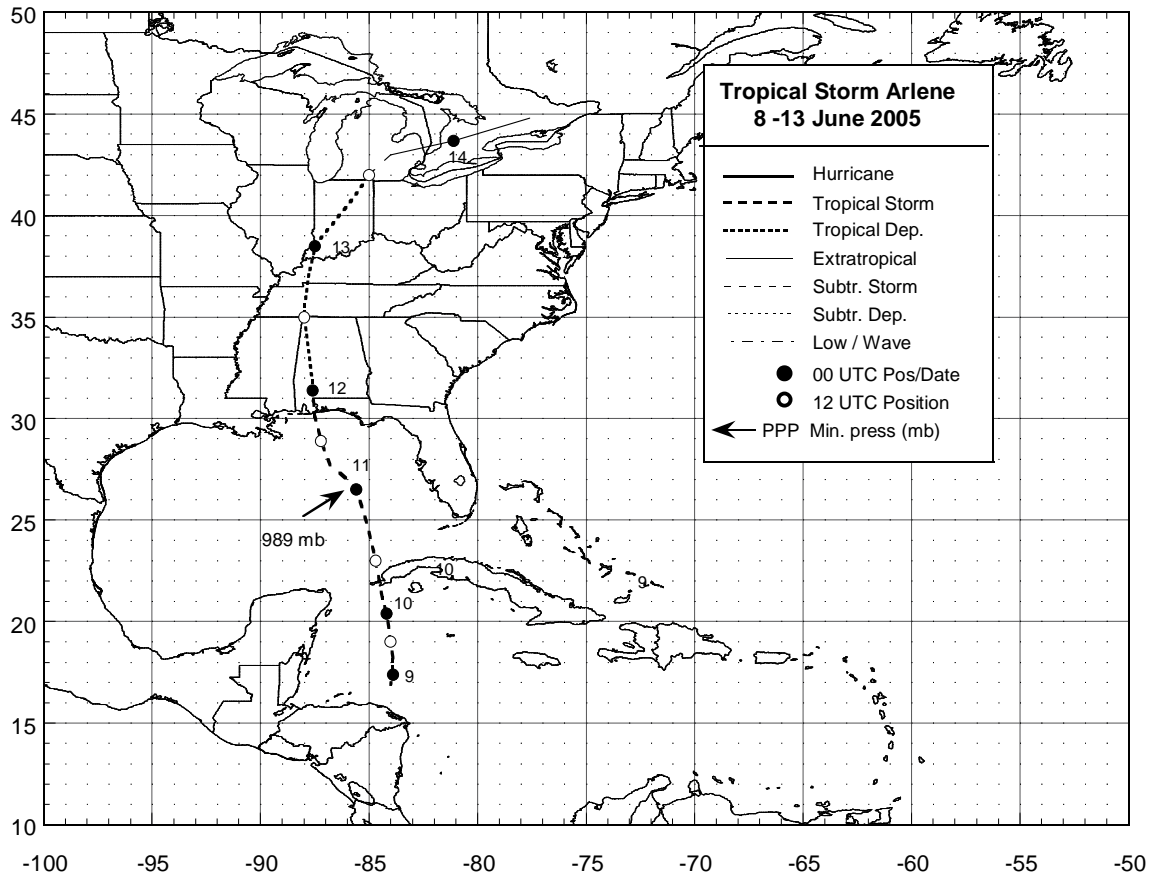 50
45
40
35
30
25
20
15
10
-100 -95 -90 -85 -80 -75 -70 -65 -60 -55 -50
Tropical Storm Arlene
8 -13 June 2005
Hurricane
Tropical Storm
Tropical Dep.
Extratropical
Subtr. Storm
Subtr. Dep.
Low / Wave
00 UTC Pos/Date
12 UTC Position
PPP Min. press (mb)
14
13
12
11
989 mb
10
9
10
9